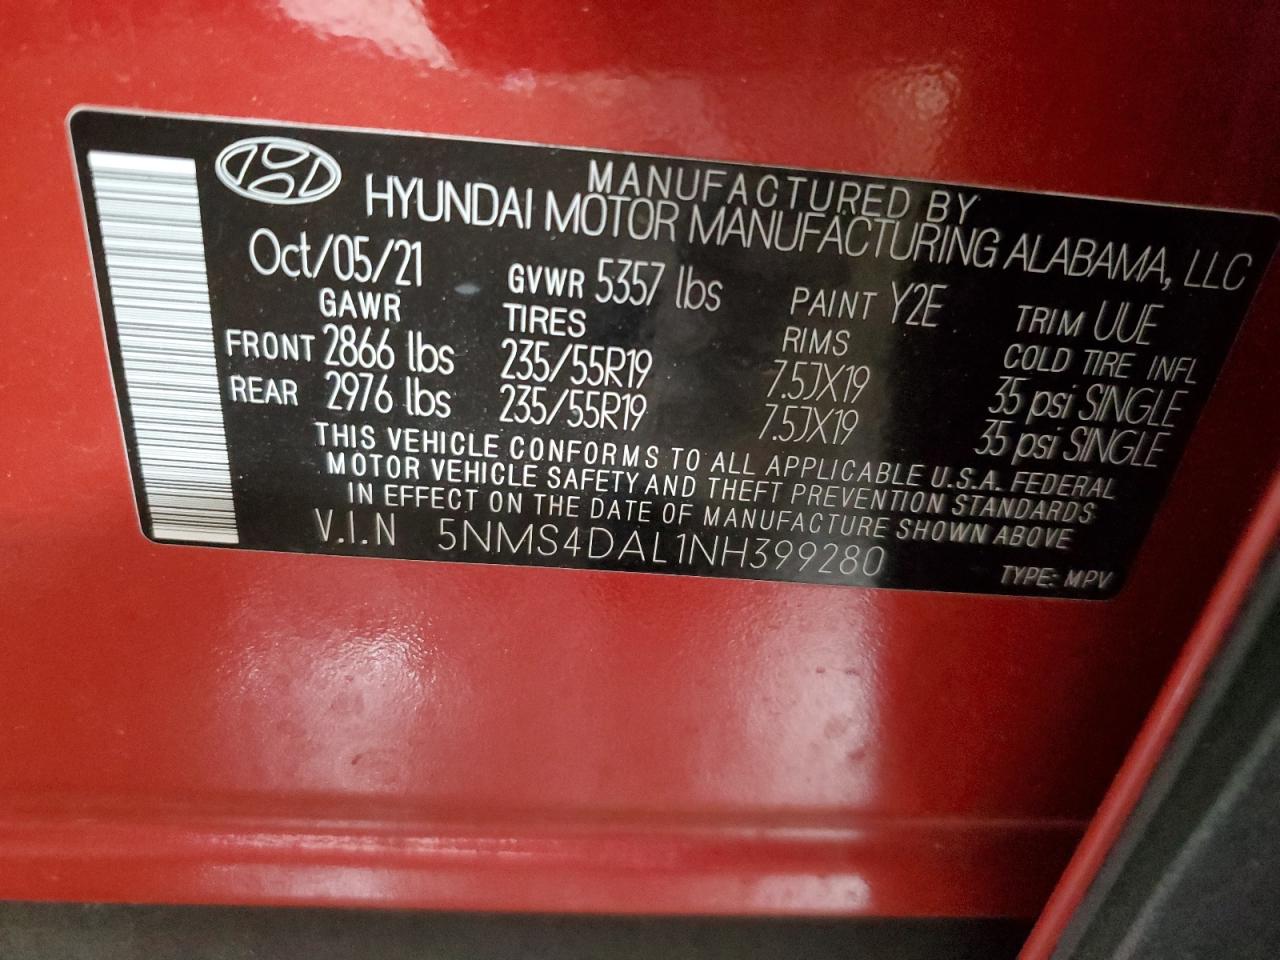 MANUFACTURED BY
HYUNDAI MOTOR MANUFACTURING ALABAMA, LLC
Oct/05/21 GVWR 5357 lbs PAINT Y2E TRIM UUE
GAWR TIRES RIMS COLD TIRE INFL
FRONT 2866 lbs 235/55R19 7.5JX19 35 psi SINGLE
REAR 2976 lbs 235/55R19 7.5JX19 35 psi SINGLE
THIS VEHICLE CONFORMS TO ALL APPLICABLE U.S.A. FEDERAL
MOTOR VEHICLE SAFETY AND THEFT PREVENTION STANDARDS
IN EFFECT ON THE DATE OF MANUFACTURE SHOWN ABOVE
V.I.N 5NMS4DAL1NH399280 TYPE: MPV